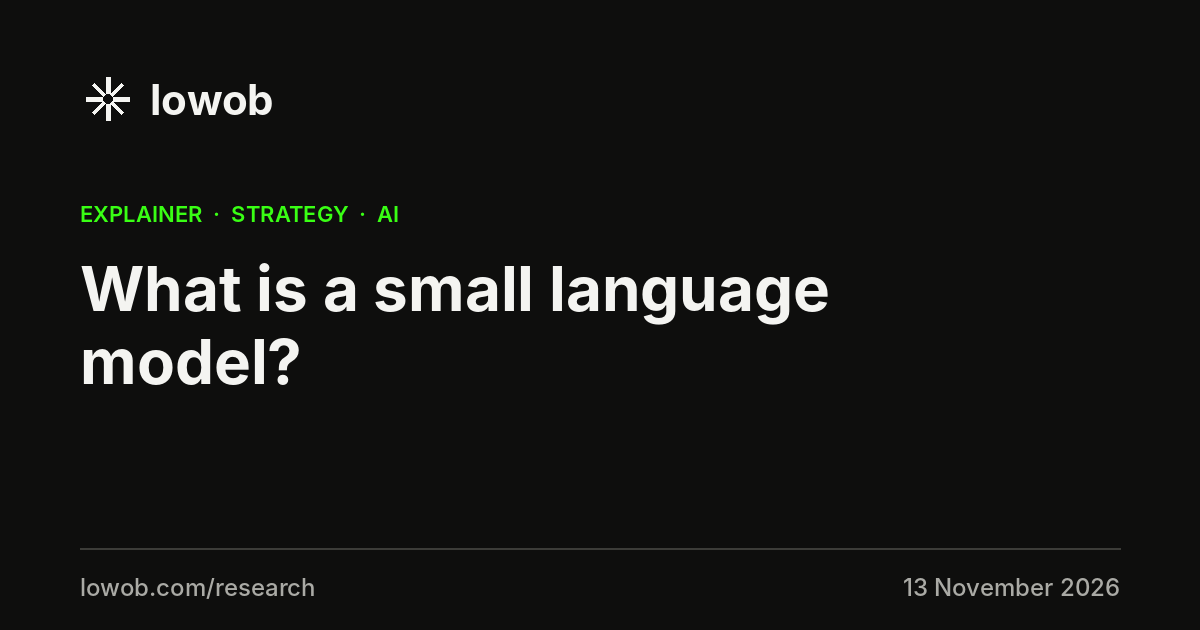 lowob
EXPLAINER · STRATEGY · AI
What is a small language
model?
lowob.com/research
13 November 2026